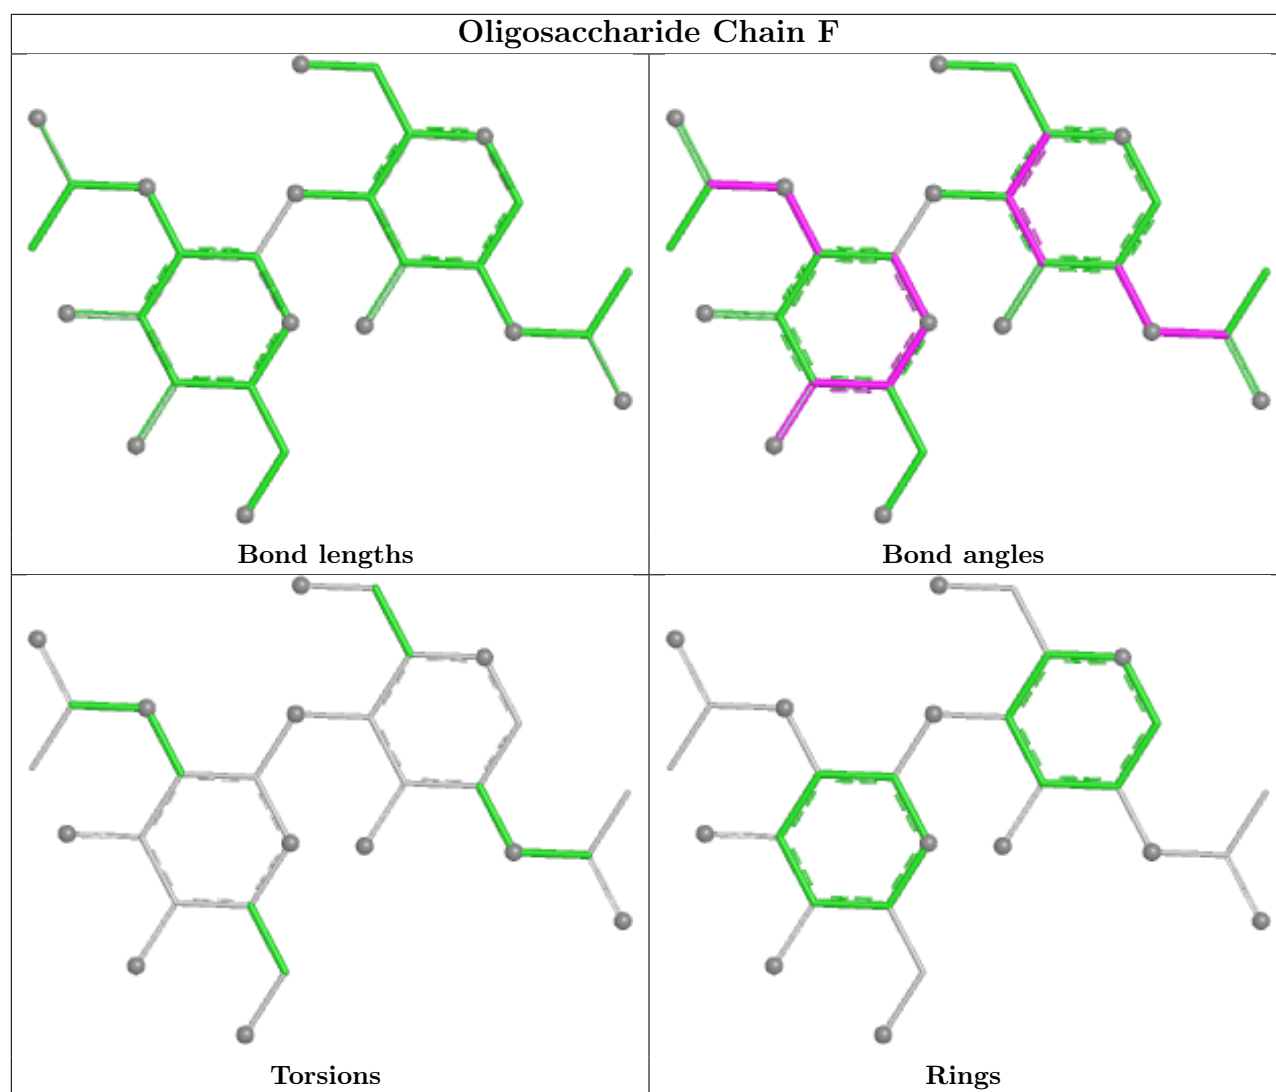 Oligosaccharide Chain F
Bond lengths
Bond angles
Torsions
Rings